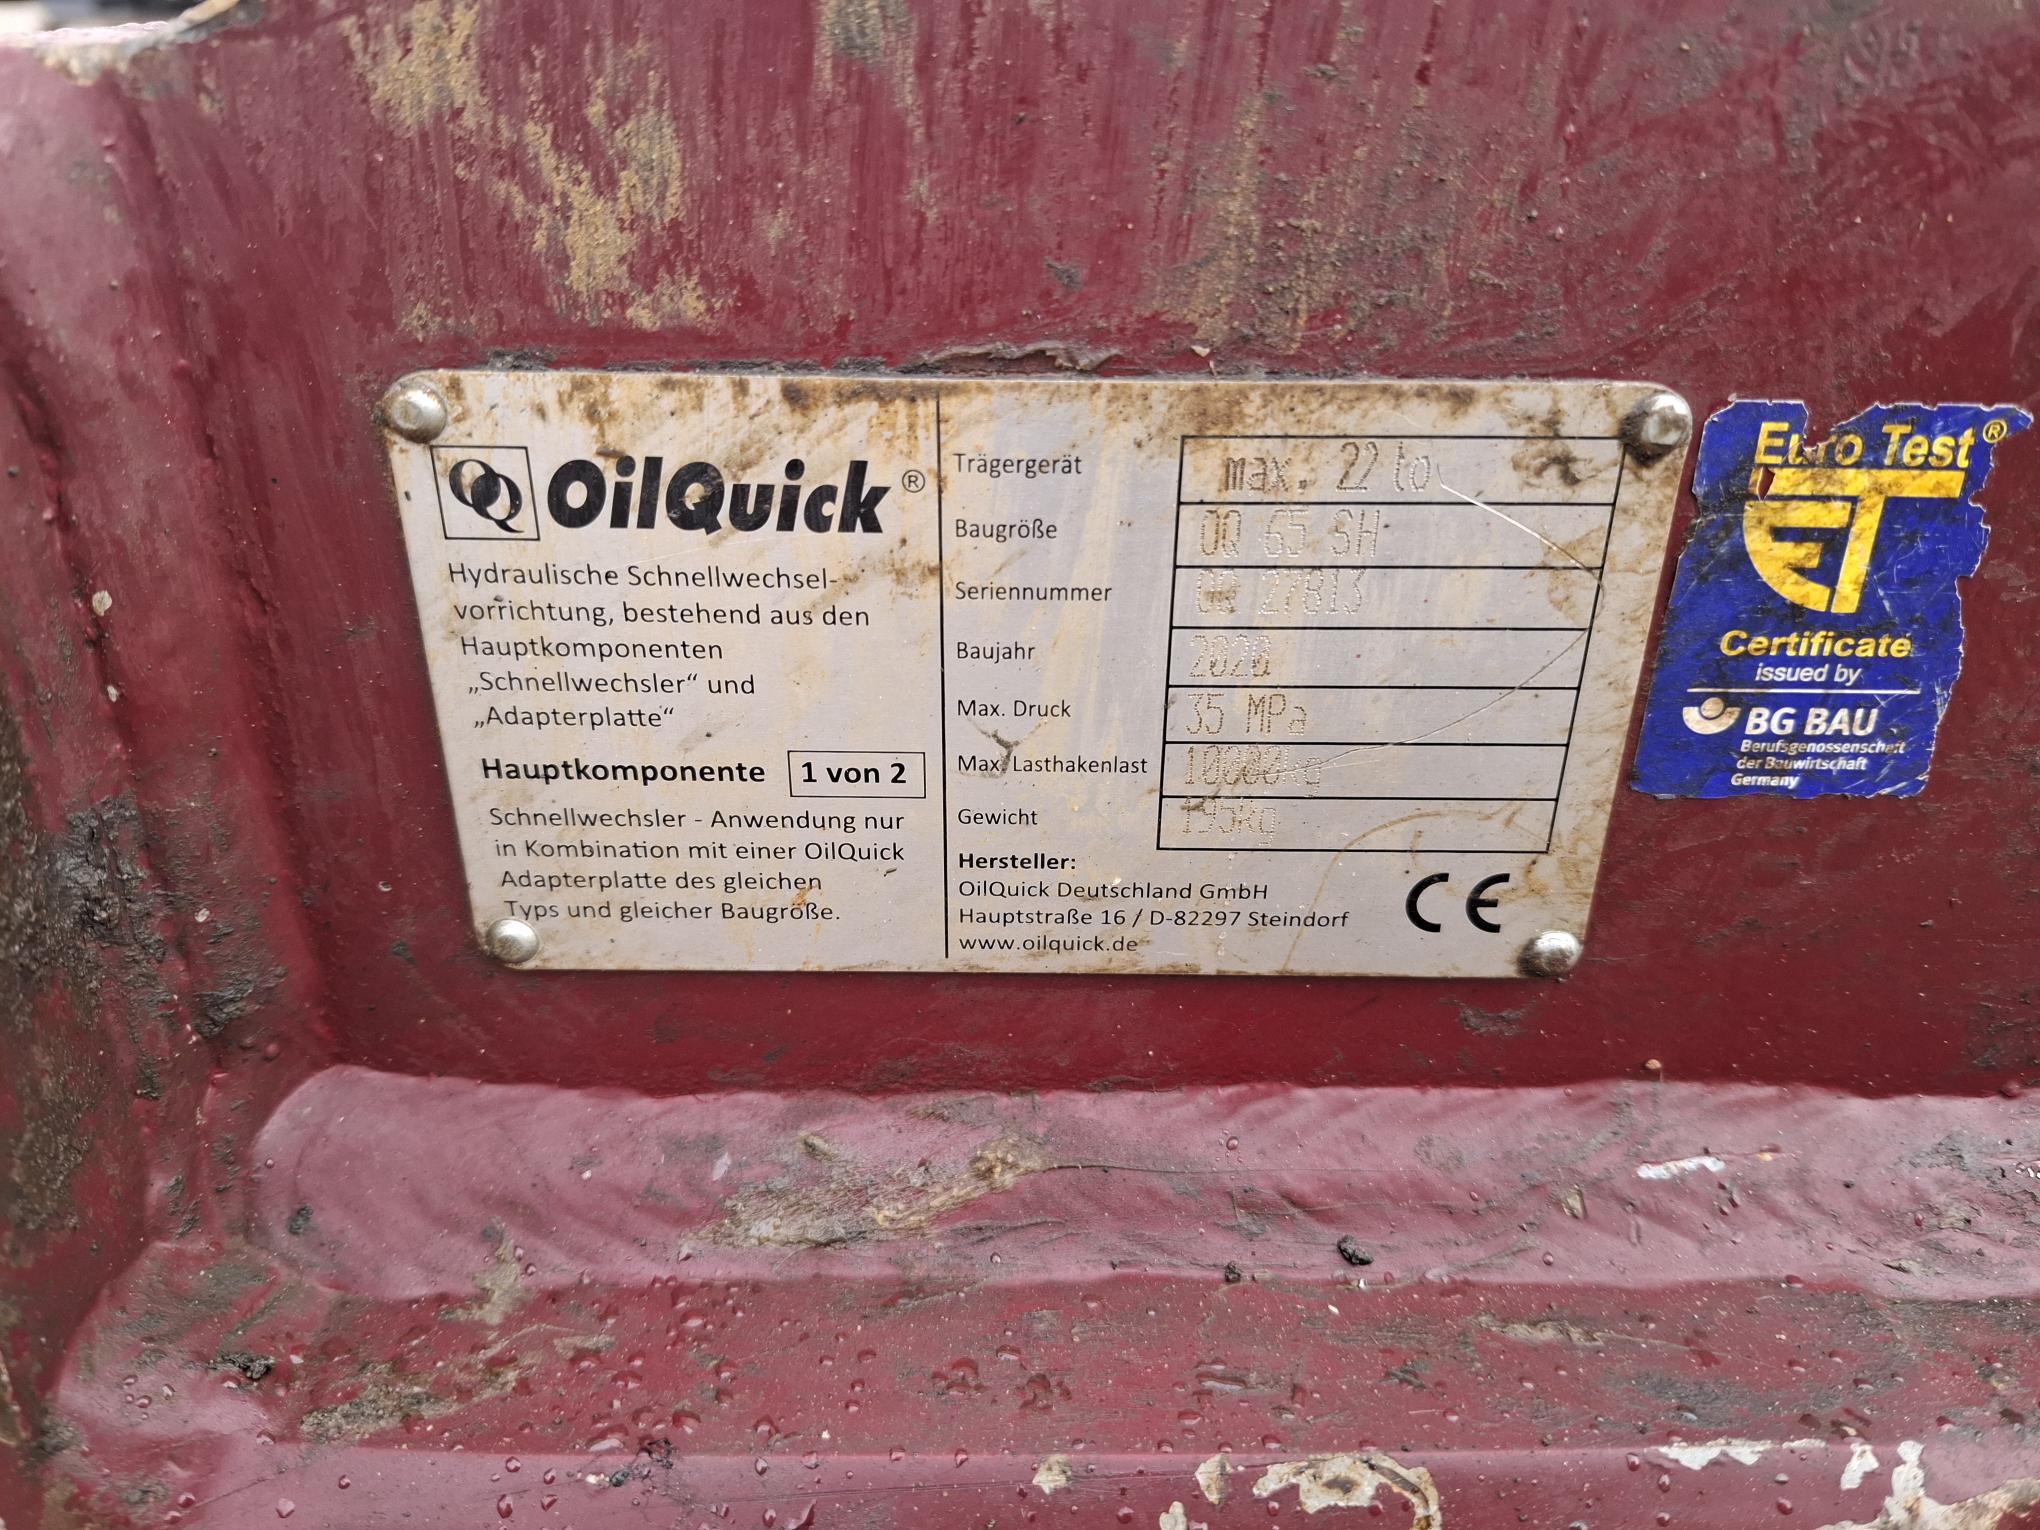 OilQuick®
Hydraulische Schnellwechsel-
vorrichtung, bestehend aus den
Hauptkomponenten
„Schnellwechsler“ und
„Adapterplatte“
Hauptkomponente 1 von 2
Schnellwechsler - Anwendung nur
in Kombination mit einer OilQuick
Adapterplatte des gleichen
Typs und gleicher Baugröße.
Trägergerät max. 22 to
Baugröße OQ 65 SH
Seriennummer OQ 27813
Baujahr 2020
Max. Druck 35 MPa
Max. Lasthakenlast 10000kg
Gewicht 195kg
Hersteller:
OilQuick Deutschland GmbH
Hauptstraße 16 / D-82297 Steindorf
www.oilquick.de
CE
Euro Test®
ET
Certificate
issued by
BG BAU
Berufsgenossenschaft
der Bauwirtschaft
Germany